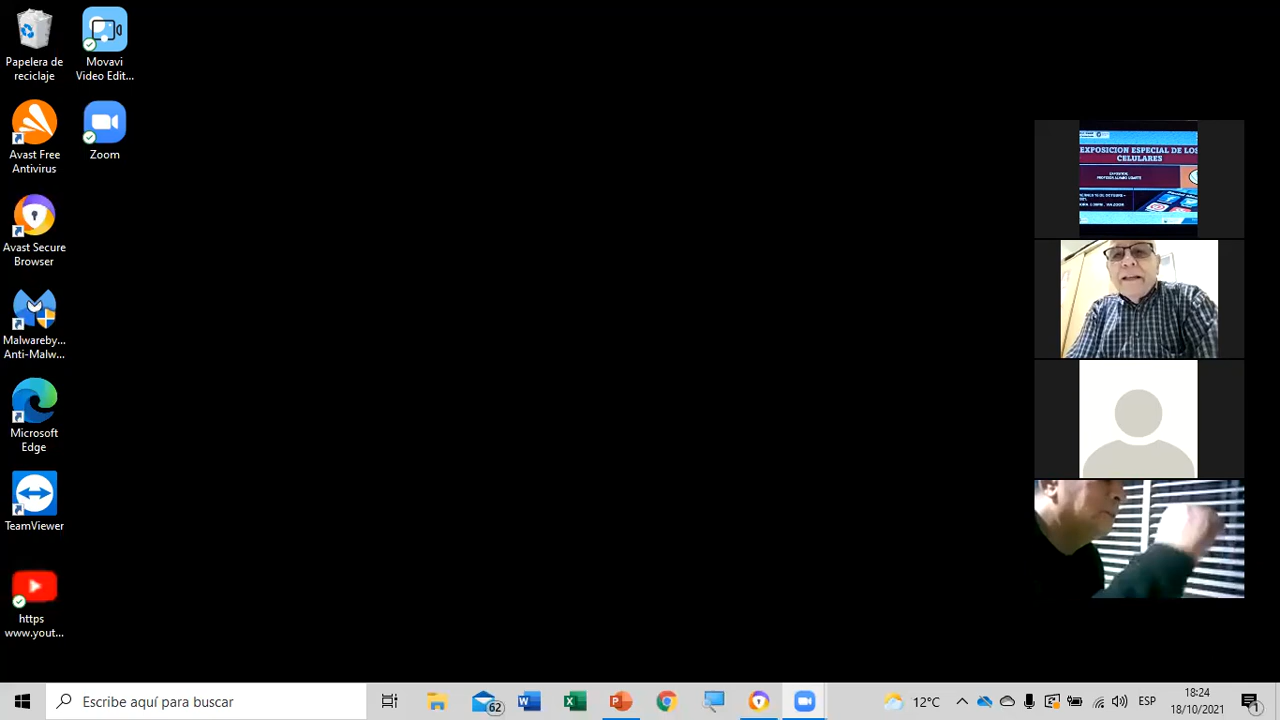 Papelera de
reciclaje
Movavi
Video Edit...
Avast Free
Antivirus
Zoom
Avast Secure
Browser
Malwareby...
Anti-Malw...
Microsoft
Edge
TeamViewer
https
www.yout...
EXPOSICION ESPECIAL DE LOS
CELULARES
Escribe aquí para buscar
62
12°C
ESP
18:24
18/10/2021
1